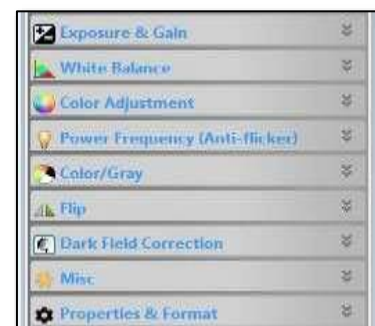 Exposure & Gain
White Balance
Color Adjustment
Power Frequency (Anti-flicker)
Color/Gray
Flip
Dark Field Correction
Misc
Properties & Format